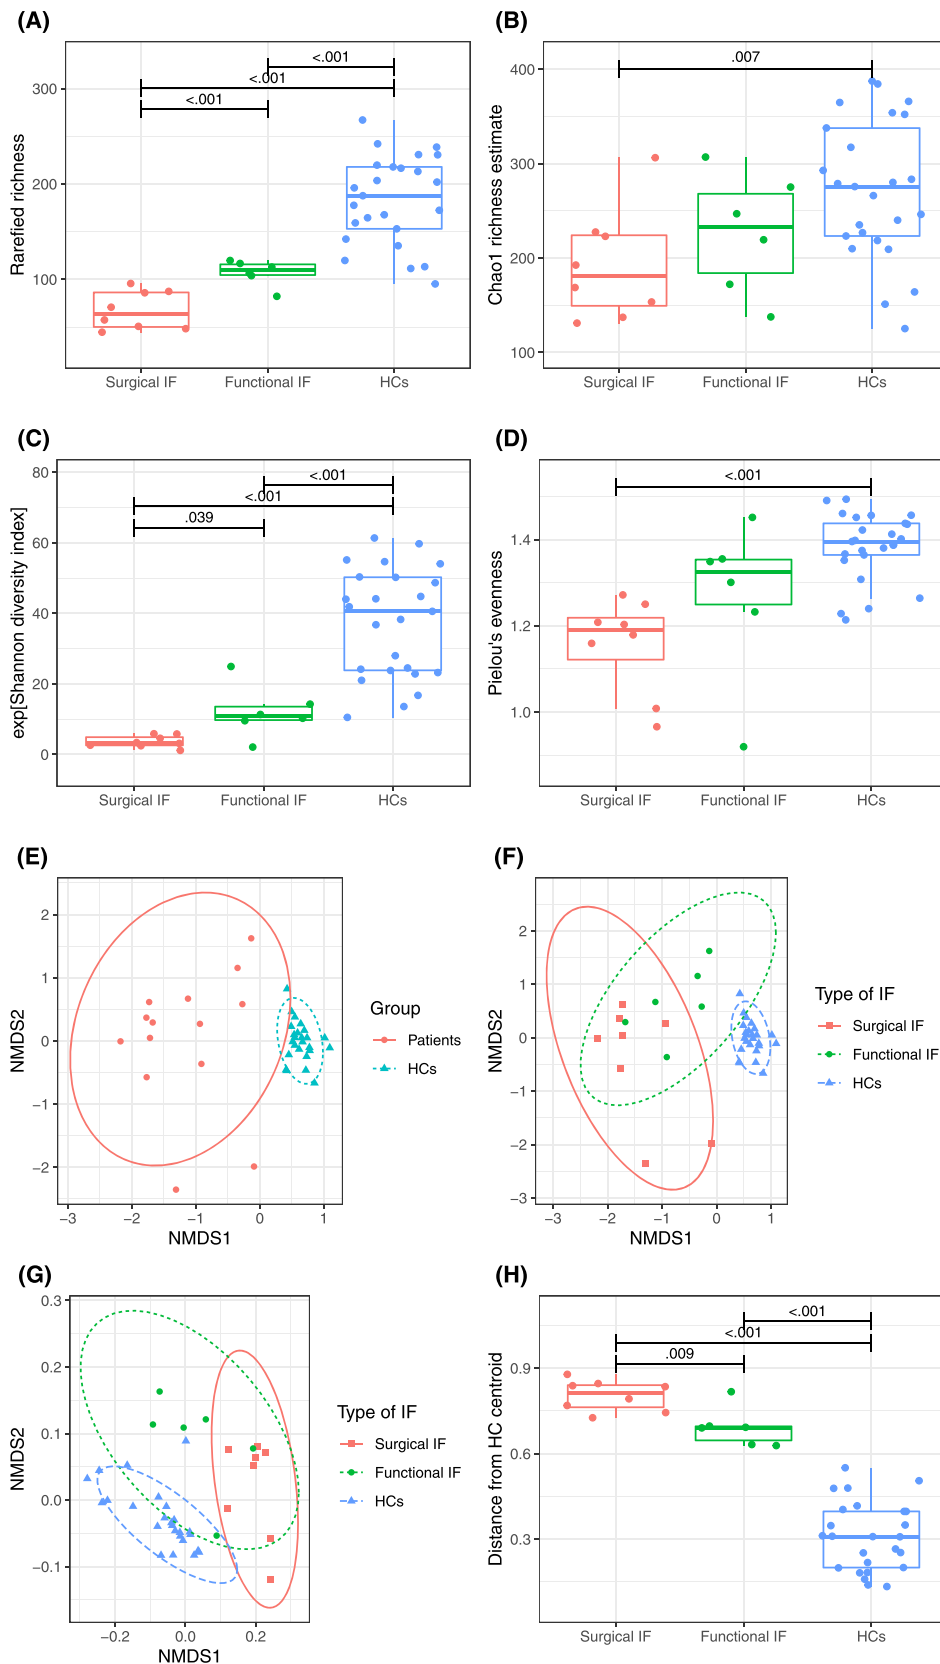 (A)
Rarefied richness
300
200
100
<.001
<.001
<.001
Surgical IF Functional IF HCs
(B)
Chao1 richness estimate
400
300
200
100
.007
Surgical IF Functional IF HCs
(C)
exp[Shannon diversity index]
80
60
40
20
0
<.001
<.001
.039
Surgical IF Functional IF HCs
(D)
Pielou's evenness
1.4
1.2
1.0
<.001
Surgical IF Functional IF HCs
(E)
NMDS2
2
1
0
−1
−2
−3 −2 −1 0 1
NMDS1
Group
Patients
HCs
(F)
NMDS2
2
1
0
−1
−2
−3
−3 −2 −1 0 1
NMDS1
Type of IF
Surgical IF
Functional IF
HCs
(G)
NMDS2
0.3
0.2
0.1
0.0
−0.1
−0.2 0.0 0.2
NMDS1
Type of IF
Surgical IF
Functional IF
HCs
(H)
Distance from HC centroid
0.9
0.6
0.3
<.001
<.001
.009
Surgical IF Functional IF HCs